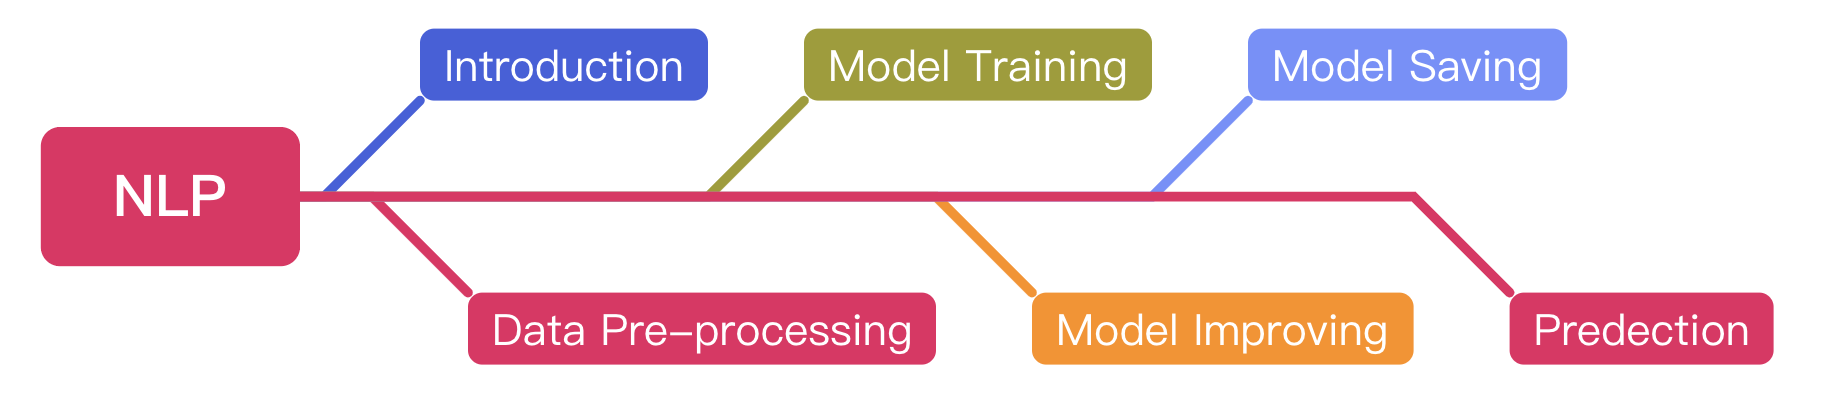 NLP
Introduction
Data Pre-processing
Model Training
Model Improving
Model Saving
Predection